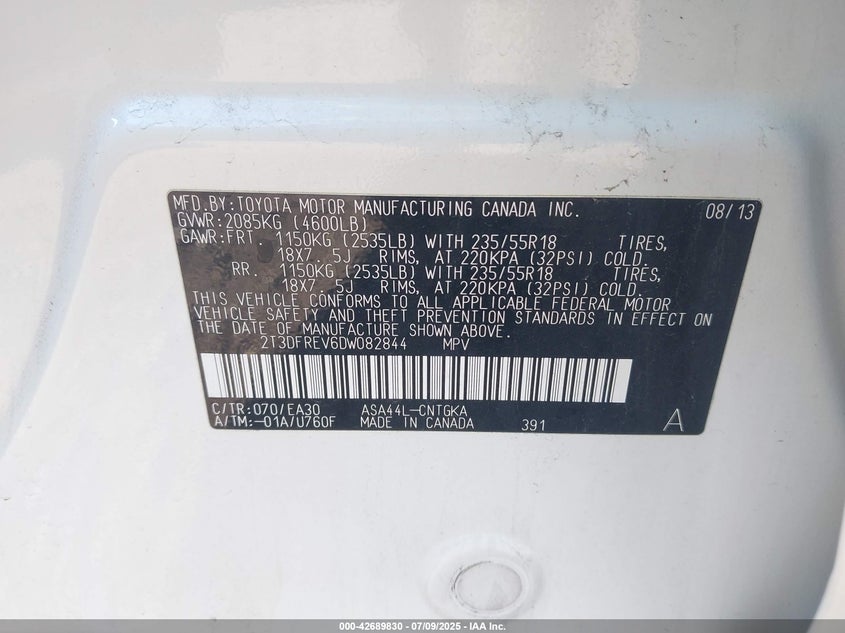 MFD.BY:TOYOTA MOTOR MANUFACTURING CANADA INC. 08/13
GVWR:2085KG (4600LB)
GAWR:FRT. 1150KG (2535LB) WITH 235/55R18 TIRES,
18X7. 5J RIMS, AT 220KPA (32PSI) COLD.
RR. 1150KG (2535LB) WITH 235/55R18 TIRES,
18X7. 5J RIMS, AT 220KPA (32PSI) COLD.
THIS VEHICLE CONFORMS TO ALL APPLICABLE FEDERAL MOTOR
VEHICLE SAFETY AND THEFT PREVENTION STANDARDS IN EFFECT ON
THE DATE OF MANUFACTURE SHOWN ABOVE.
2T3DFREV6DW082844 MPV
C/TR:070/EA30 ASA44L-CNTGKA
A/TM:-01A/U760F MADE IN CANADA 391 A
000-42689830 - 07/09/2025 - IAA Inc.